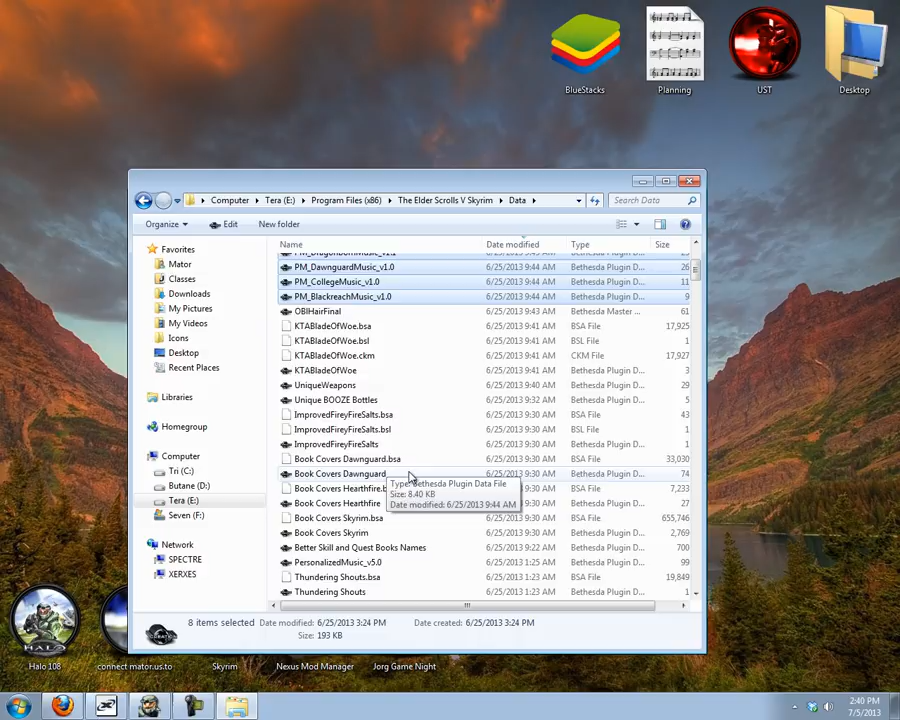 BlueStacks
Planning
UST
Desktop
Computer
Tera (E:)
Program Files (x86)
The Elder Scrolls V Skyrim
Data
Search Data
Organize
Edit
New folder
Name
Date modified
Type
Size
Favorites
Mator
Classes
Downloads
My Pictures
My Videos
Icons
Desktop
Recent Places
Libraries
Homegroup
Computer
Tri (C:)
Butane (D:)
Tera (E:)
Seven (F:)
Network
SPECTRE
XERXES
PM_DragonbornMusic_v1.
PM_DawnguardMusic_v1.0 6/25/2013 9:44 AM Bethesda Plugin D... 26
PM_CollegeMusic_v1.0 6/25/2013 9:44 AM Bethesda Plugin D... 11
PM_BlackreachMusic_v1.0 6/25/2013 9:44 AM Bethesda Plugin D... 9
OBIHairFinal 6/25/2013 9:43 AM Bethesda Master ... 61
KTABladeOfWoe.bsa 6/25/2013 9:41 AM BSA File 17,925
KTABladeOfWoe.bsl 6/25/2013 9:41 AM BSL File 1
KTABladeOfWoe.ckm 6/25/2013 9:41 AM CKM File 17,927
KTABladeOfWoe 6/25/2013 9:41 AM Bethesda Plugin D... 3
UniqueWeapons 6/25/2013 9:40 AM Bethesda Plugin D... 29
Unique BOOZE Bottles 6/25/2013 9:32 AM Bethesda Plugin D... 5
ImprovedFireyFireSalts.bsa 6/25/2013 9:30 AM BSA File 43
ImprovedFireyFireSalts.bsl 6/25/2013 9:30 AM BSL File 1
ImprovedFireyFireSalts 6/25/2013 9:30 AM Bethesda Plugin D... 1
Book Covers Dawnguard.bsa 6/25/2013 9:30 AM BSA File 33,030
Book Covers Dawnguard 6/25/2013 9:30 AM Bethesda Plugin D... 74
Book Covers Hearthfire.b BSA File 7,233
Book Covers Hearthfire Bethesda Plugin D... 27
Type: Bethesda Plugin Data File
Size: 8.40 KB
Date modified: 6/25/2013 9:44 AM
Book Covers Skyrim.bsa 6/25/2013 9:30 AM BSA File 655,746
Book Covers Skyrim 6/25/2013 9:30 AM Bethesda Plugin D... 2,769
Better Skill and Quest Books Names 6/25/2013 9:22 AM Bethesda Plugin D... 700
PersonalizedMusic_v5.0 6/25/2013 1:25 AM Bethesda Plugin D... 99
Thundering Shouts.bsa 6/25/2013 1:24 AM BSA File 19,849
Thundering Shouts 6/25/2013 1:23 AM Bethesda Plugin D... 1
8 items selected Date modified: 6/25/2013 3:24 PM Date created: 6/25/2013 3:24 PM
Size: 193 KB
HALO
Halo 108
connect mator.us.to
Skyrim
Nexus Mod Manager
Jorg Game Night
2:40 PM
7/5/2013